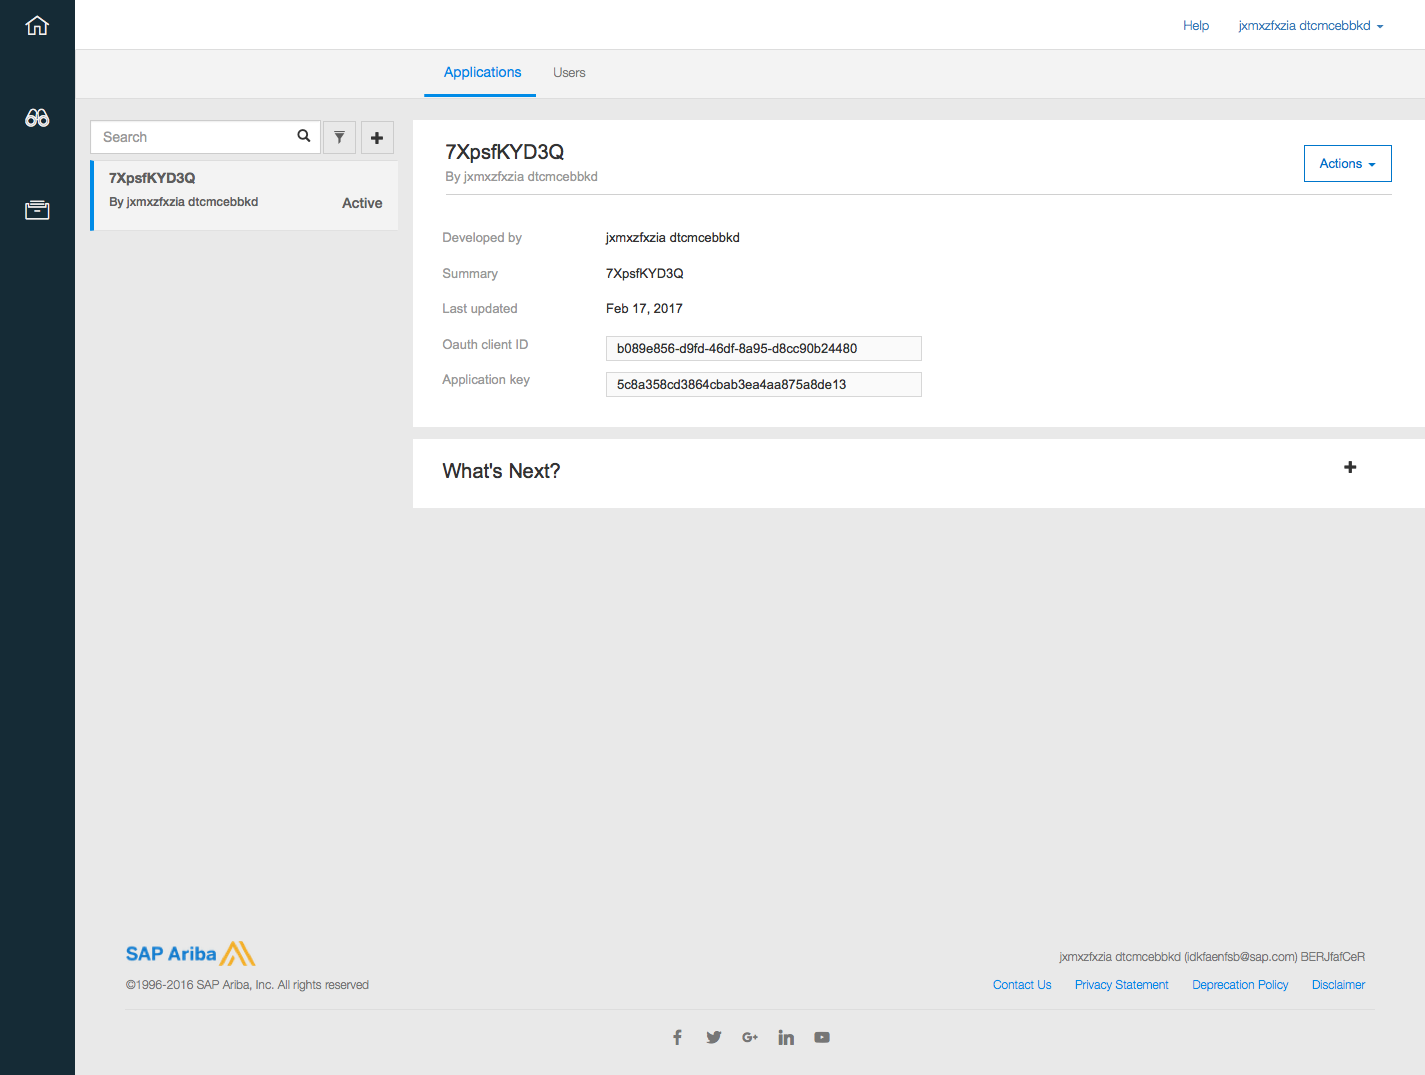 Help
jxmxzfxzia dtcmcebbkd
Applications
Users
Search
7XpsfKYD3Q
By jxmxzfxzia dtcmcebbkd
Active
7XpsfKYD3Q
By jxmxzfxzia dtcmcebbkd
Actions
Developed by
jxmxzfxzia dtcmcebbkd
Summary
7XpsfKYD3Q
Last updated
Feb 17, 2017
Oauth client ID
b089e856-d9fd-46df-8a95-d8cc90b24480
Application key
5c8a358cd3864cbab3ea4aa875a8de13
What's Next?
SAP Ariba
©1996-2016 SAP Ariba, Inc. All rights reserved
jxmxzfxzia dtcmcebbkd (idkfaenfsb@sap.com) BERJfafCeR
Contact Us
Privacy Statement
Deprecation Policy
Disclaimer